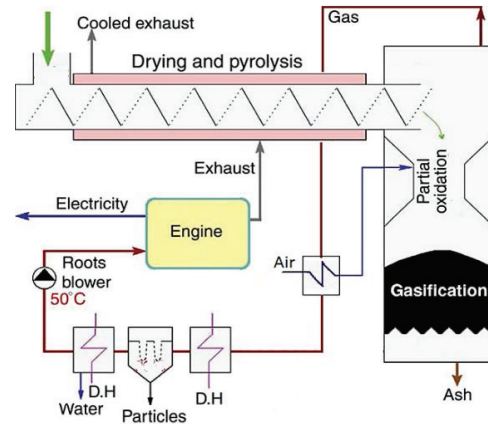 Cooled exhaust
Gas
Drying and pyrolysis
Partial
oxidation
Exhaust
Electricity
Engine
Air
Roots
blower
50°C
Gasification
D.H
Water
Particles
D.H
Ash